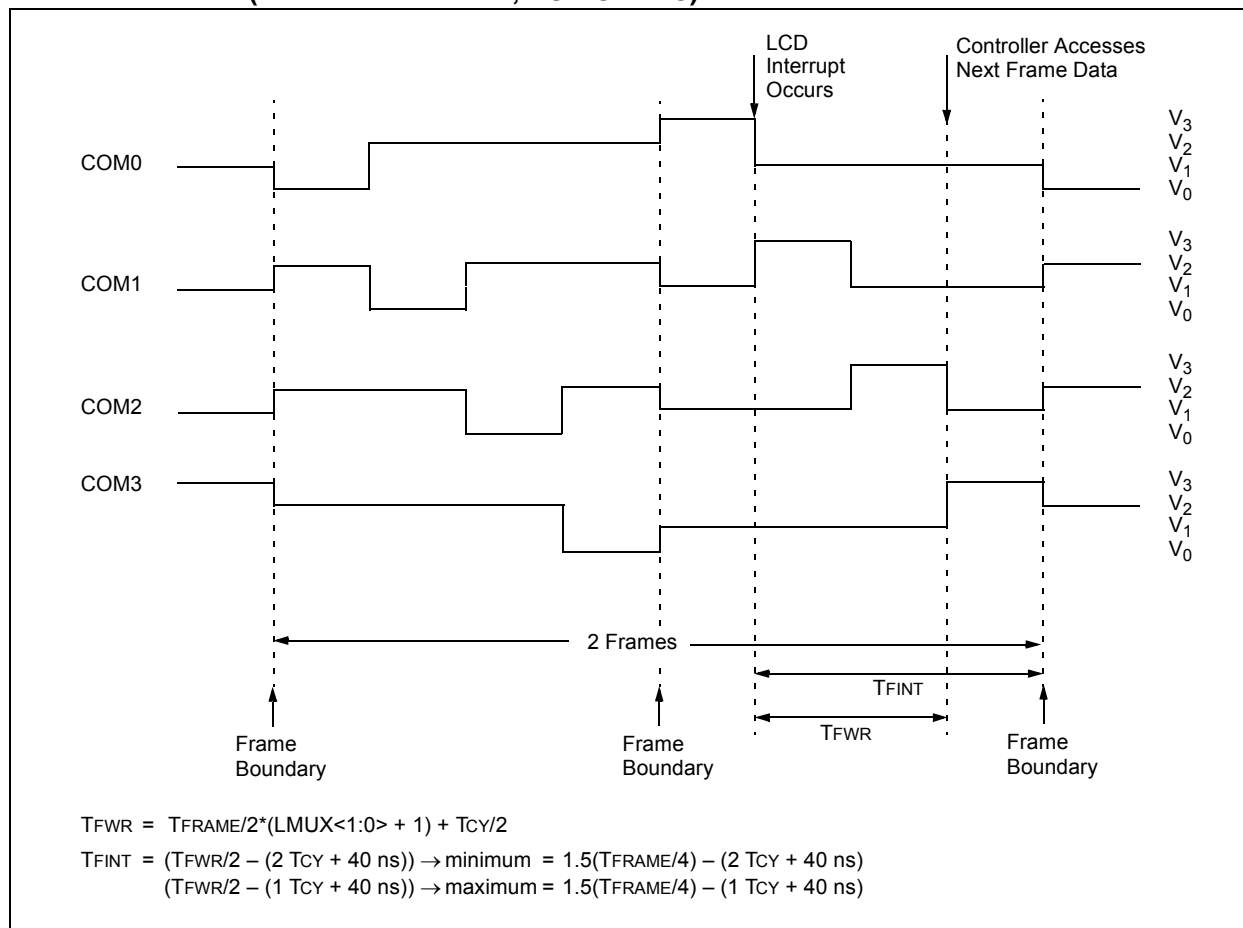 LCD
Interrupt
Occurs
Controller Accesses
Next Frame Data
COM0
V3
V2
V1
V0
COM1
V3
V2
V1
V0
COM2
V3
V2
V1
V0
COM3
V3
V2
V1
V0
2 Frames
TFINT
TFWR
Frame
Boundary
Frame
Boundary
Frame
Boundary
TFWR = TFRAME/2*(LMUX<1:0> + 1) + TCY/2
TFINT = (TFWR/2 – (2 TCY + 40 ns)) → minimum = 1.5(TFRAME/4) – (2 TCY + 40 ns)
(TFWR/2 – (1 TCY + 40 ns)) → maximum = 1.5(TFRAME/4) – (1 TCY + 40 ns)